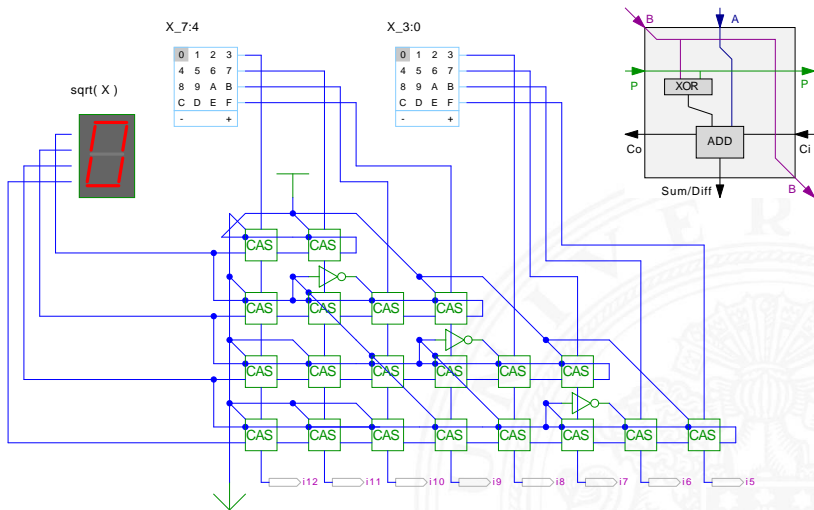 X_7:4
0 1 2 3
4 5 6 7
8 9 A B
C D E F
- +
X_3:0
0 1 2 3
4 5 6 7
8 9 A B
C D E F
- +
sqrt( X )
B A
P XOR P
ADD
Co Ci
Sum/Diff B
CAS CAS
CAS CAS CAS CAS
CAS CAS CAS CAS CAS CAS
CAS CAS CAS CAS CAS CAS CAS CAS
i12 i11 i10 i9 i8 i7 i6 i5